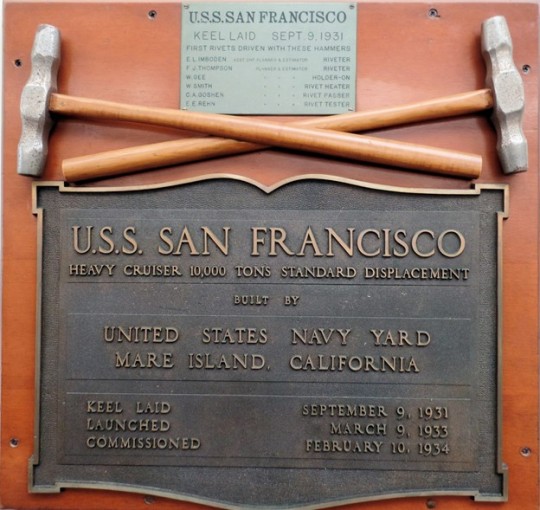 U.S.S. SAN FRANCISCO
KEEL LAID SEPT. 9, 1931
FIRST RIVETS DRIVEN WITH THESE HAMMERS
E. L. IMBODEN RIVETER
F. J. THOMPSON PLANNER & ESTIMATOR RIVETER
W. GEE HOLDER-ON
W. SMITH RIVET HEATER
RIVET PASSER
E. E. REHN RIVET TESTER
U.S.S. SAN FRANCISCO
HEAVY CRUISER 10,000 TONS STANDARD DISPLACEMENT
BUILT BY
UNITED STATES NAVY YARD
MARE ISLAND, CALIFORNIA
KEEL LAID SEPTEMBER 9, 1931
LAUNCHED MARCH 9, 1933
COMMISSIONED FEBRUARY 10, 1934